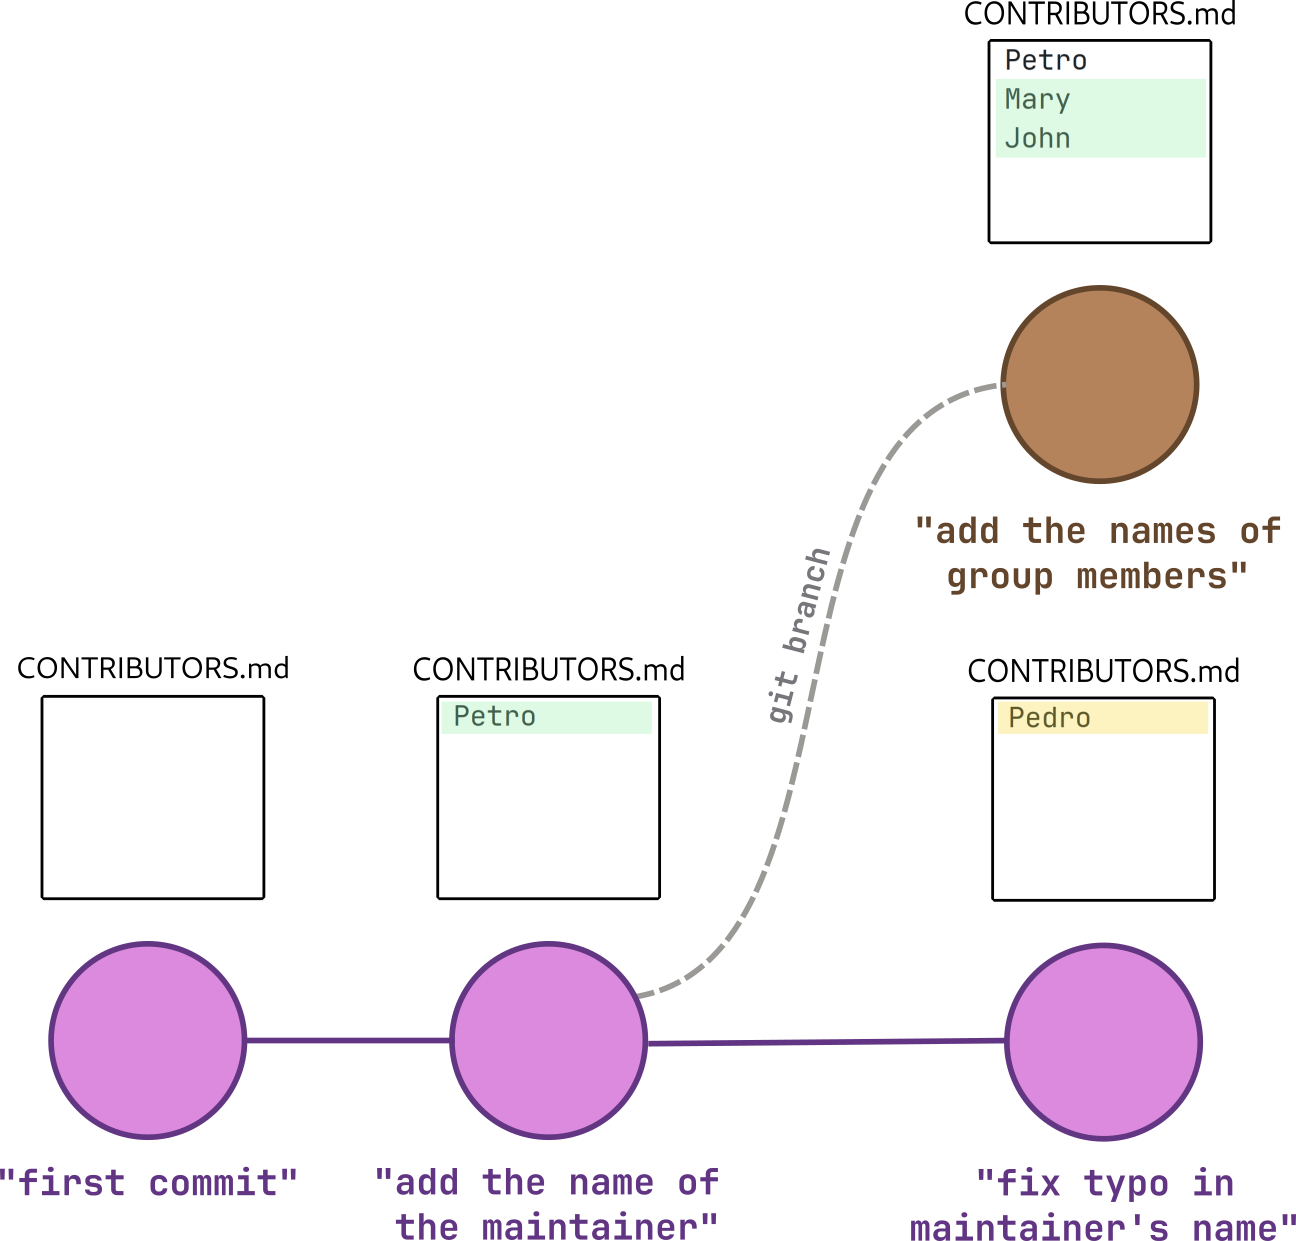 CONTRIBUTORS.md
Petro
Mary
John
"add the names of
group members"
git branch
CONTRIBUTORS.md
"first commit"
CONTRIBUTORS.md
Petro
"add the name of
the maintainer"
CONTRIBUTORS.md
Pedro
"fix typo in
maintainer's name"